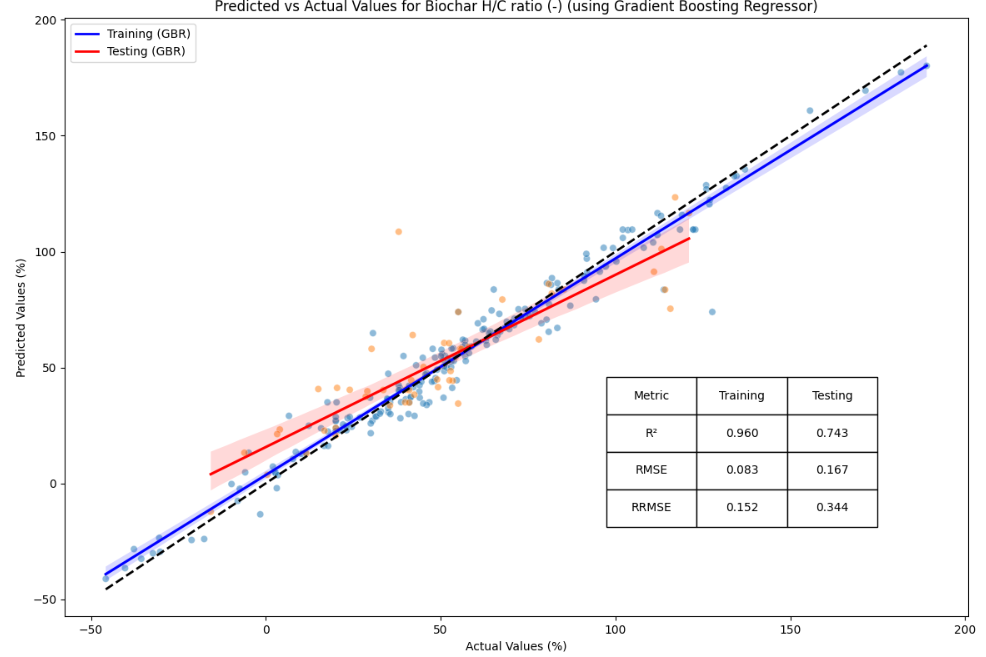 Predicted vs Actual Values for Biochar H/C ratio (-) (using Gradient Boosting Regressor)
Training (GBR)
Testing (GBR)
200
150
100
50
0
−50
Predicted Values (%)
Metric Training Testing
R² 0.960 0.743
RMSE 0.083 0.167
RRMSE 0.152 0.344
−50 0 50 100 150 200
Actual Values (%)